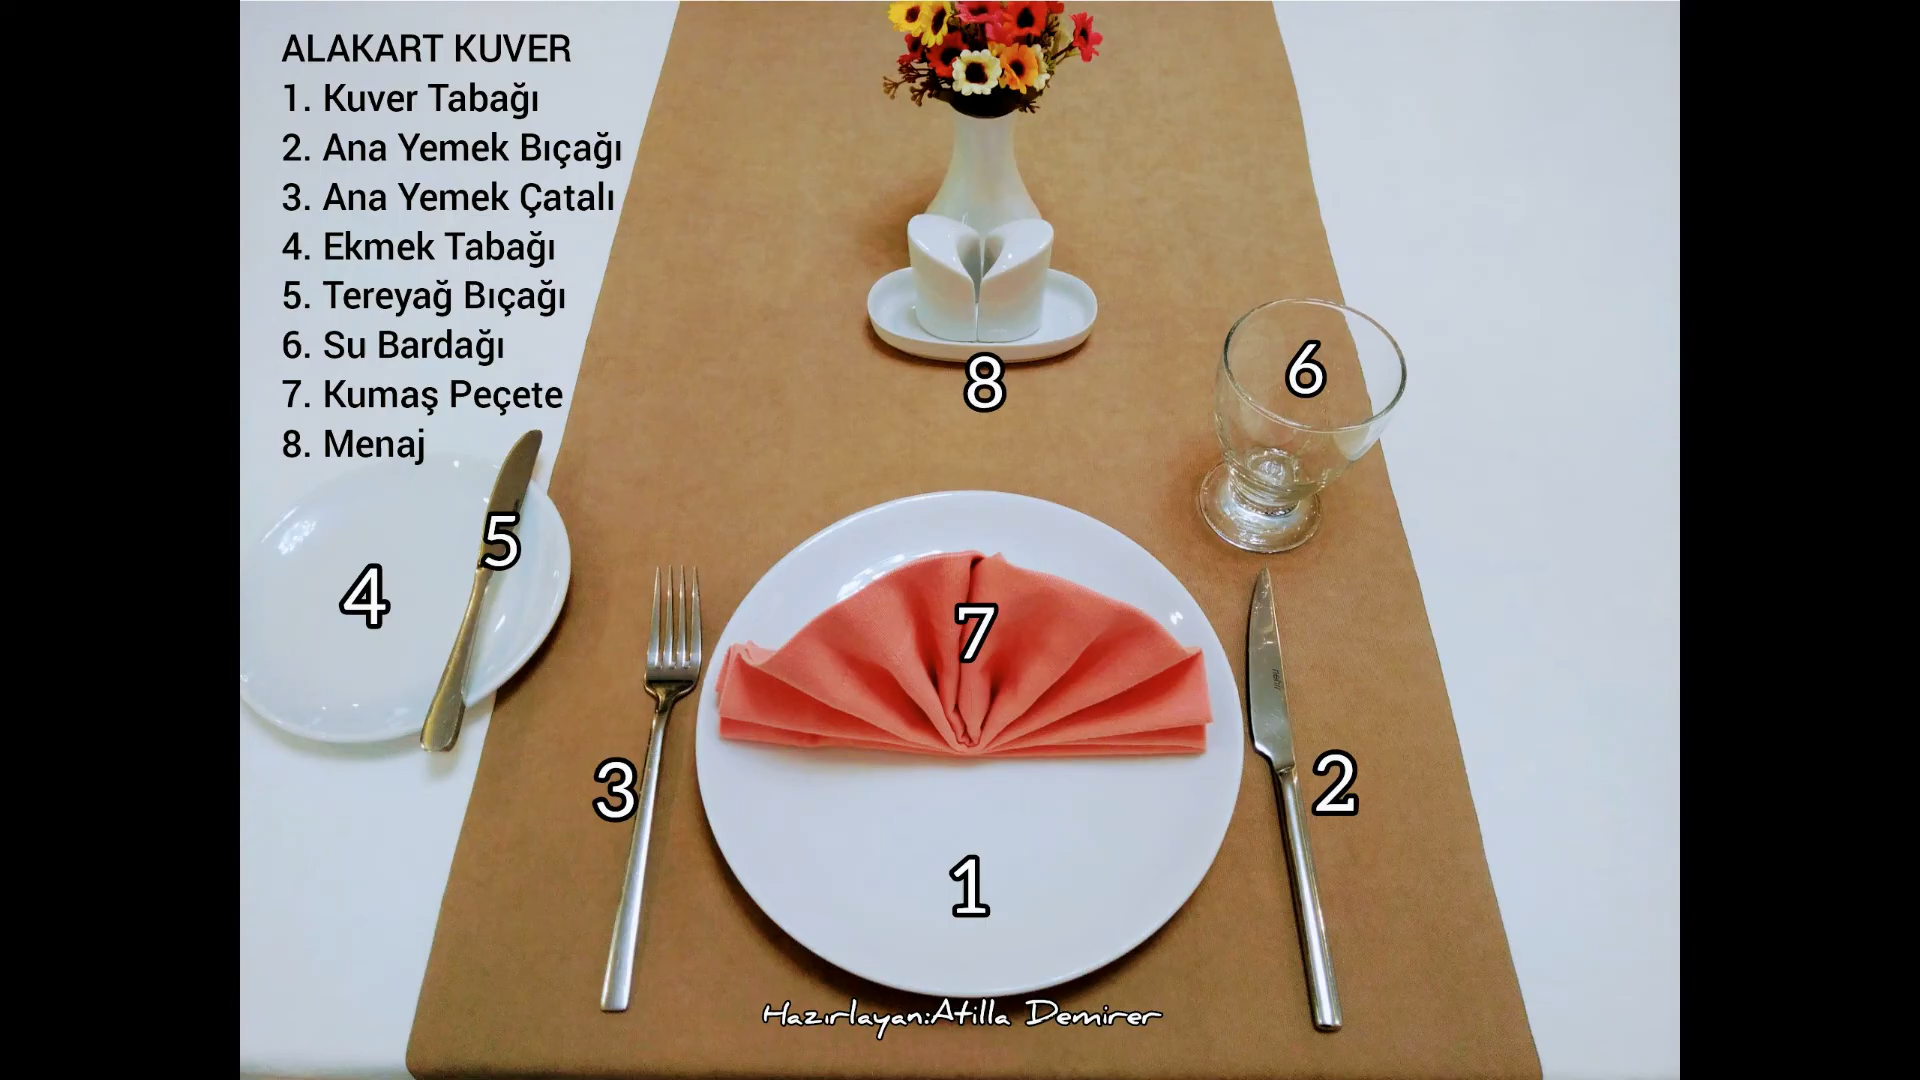 ALAKART KUVER
1. Kuver Tabağı
2. Ana Yemek Bıçağı
3. Ana Yemek Çatalı
4. Ekmek Tabağı
5. Tereyağ Bıçağı
6. Su Bardağı
7. Kumaş Peçete
8. Menaj
8
6
5
4
7
3
2
1
Hazırlayan:Atilla Demirer